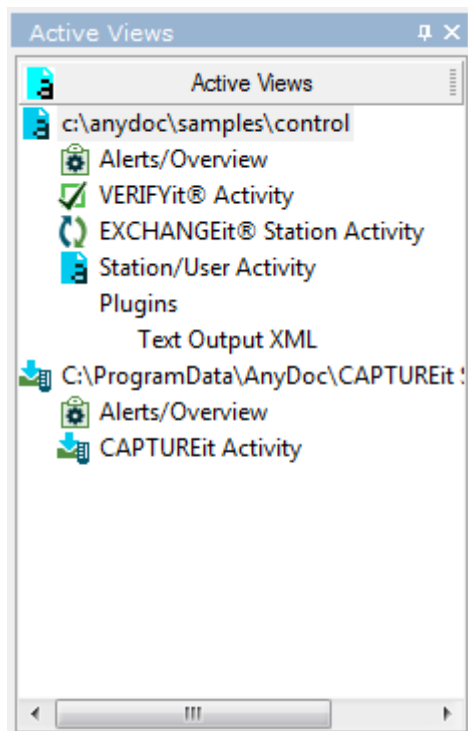 Active Views
Active Views
c:\anydoc\samples\control
Alerts/Overview
VERIFYit® Activity
EXCHANGEit® Station Activity
Station/User Activity
Plugins
Text Output XML
C:\ProgramData\AnyDoc\CAPTUREit
Alerts/Overview
CAPTUREit Activity